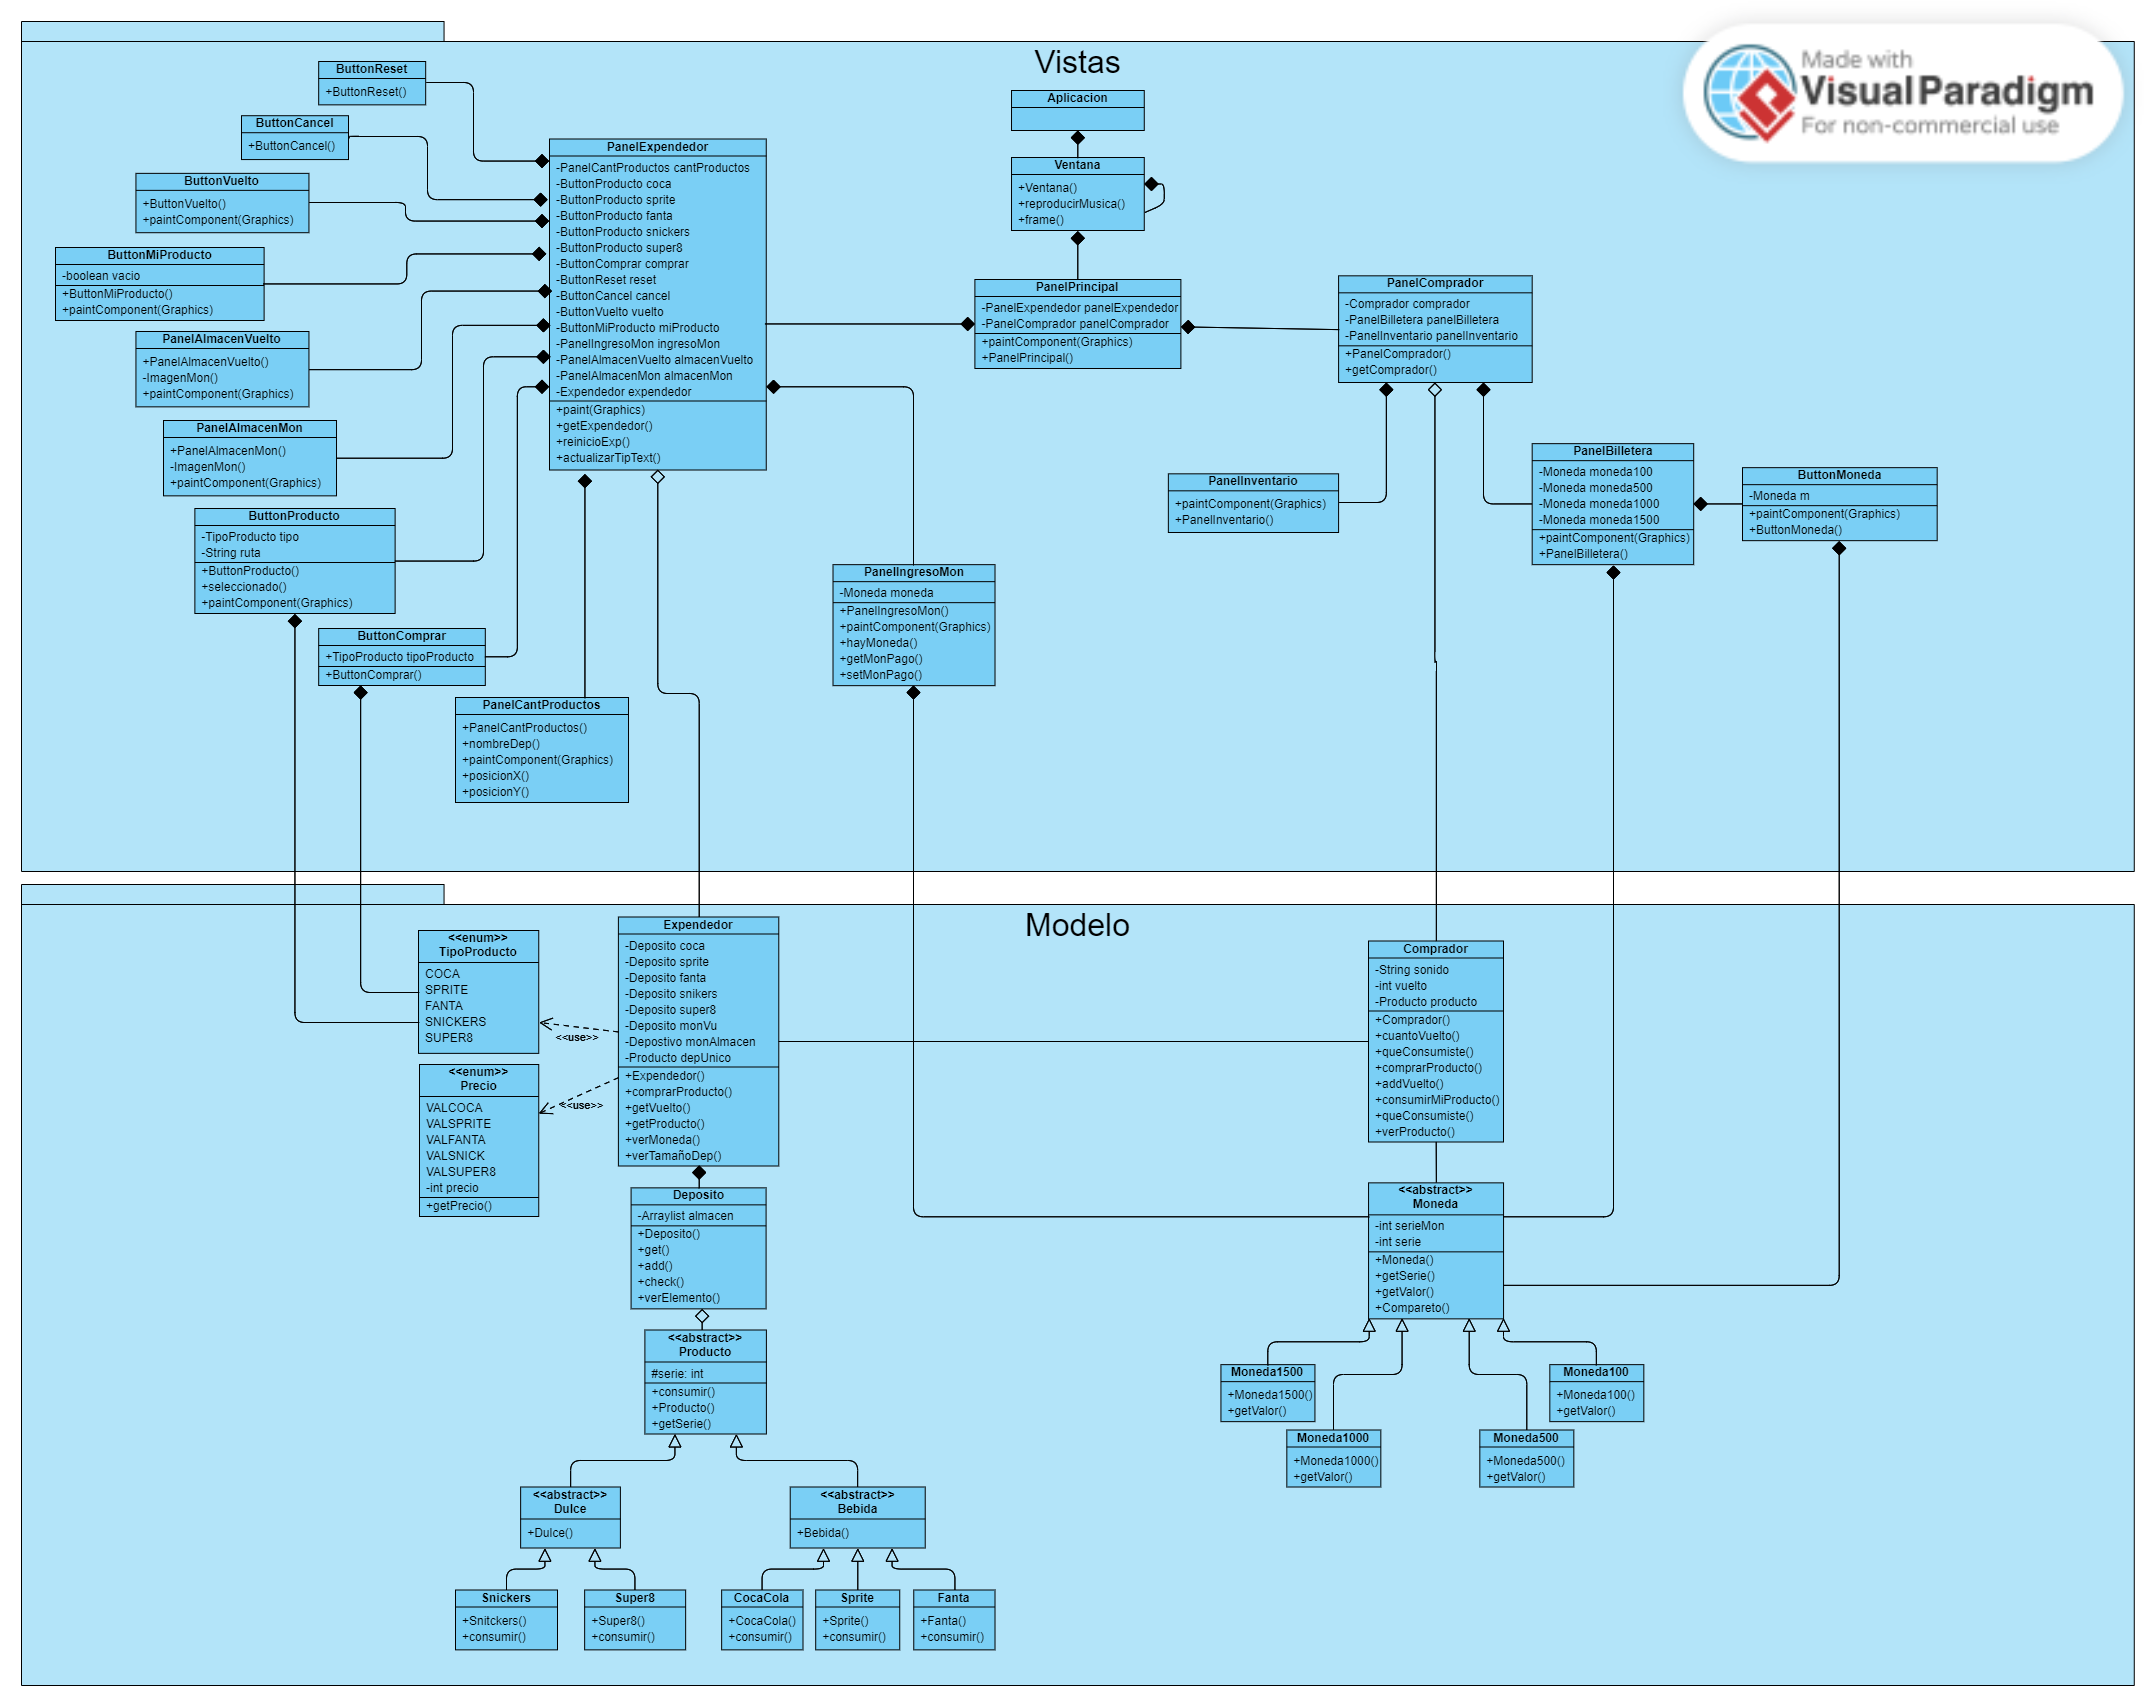 Vistas
Made with
Visual Paradigm
For non-commercial use
ButtonReset
+ButtonReset()
ButtonCancel
+ButtonCancel()
ButtonVuelto
+ButtonVuelto()
+paintComponent(Graphics)
ButtonMiProducto
-boolean vacio
+ButtonMiProducto()
+paintComponent(Graphics)
PanelAlmacenVuelto
+PanelAlmacenVuelto()
-ImagenMon()
+paintComponent(Graphics)
PanelAlmacenMon
+PanelAlmacenMon()
-ImagenMon()
+paintComponent(Graphics)
ButtonProducto
-TipoProducto tipo
-String ruta
+ButtonProducto()
+seleccionado()
+paintComponent(Graphics)
ButtonComprar
+TipoProducto tipoProducto
+ButtonComprar()
PanelCantProductos
+PanelCantProductos()
+nombreDep()
+paintComponent(Graphics)
+posicionX()
+posicionY()
PanelExpendedor
-PanelCantProductos cantProductos
-ButtonProducto coca
-ButtonProducto sprite
-ButtonProducto fanta
-ButtonProducto snickers
-ButtonProducto super8
-ButtonComprar comprar
-ButtonReset reset
-ButtonCancel cancel
-ButtonVuelto vuelto
-ButtonMiProducto miProducto
-PanelIngresoMon ingresoMon
-PanelAlmacenVuelto almacenVuelto
-PanelAlmacenMon almacenMon
-Expendedor expendedor
+paint(Graphics)
+getExpendedor()
+reinicioExp()
+actualizarTipText()
Aplicacion
Ventana
+Ventana()
+reproducirMusica()
+frame()
PanelPrincipal
-PanelExpendedor panelExpendedor
-PanelComprador panelComprador
+paintComponent(Graphics)
+PanelPrincipal()
PanelComprador
-Comprador comprador
-PanelBilletera panelBilletera
-PanelInventario panelInventario
+PanelComprador()
+getComprador()
PanelInventario
+paintComponent(Graphics)
+PanelInventario()
PanelBilletera
-Moneda moneda100
-Moneda moneda500
-Moneda moneda1000
-Moneda moneda1500
+paintComponent(Graphics)
+PanelBilletera()
ButtonMoneda
-Moneda m
+paintComponent(Graphics)
+ButtonMoneda()
PanelIngresoMon
-Moneda moneda
+PanelIngresoMon()
+paintComponent(Graphics)
+hayMoneda()
+getMonPago()
+setMonPago()
Modelo
<<enum>>
TipoProducto
COCA
SPRITE
FANTA
SNICKERS
SUPER8
<<use>>
<<enum>>
Precio
VALCOCA
VALSPRITE
VALFANTA
VALSNICK
VALSUPER8
-int precio
+getPrecio()
<<use>>
Expendedor
-Deposito coca
-Deposito sprite
-Deposito fanta
-Deposito snikers
-Deposito super8
-Deposito monVu
-Depostivo monAlmacen
-Producto depUnico
+Expendedor()
+comprarProducto()
+getVuelto()
+getProducto()
+verMoneda()
+verTamañoDep()
Deposito
-Arraylist almacen
+Deposito()
+get()
+add()
+check()
+verElemento()
<<abstract>>
Producto
#serie: int
+consumir()
+Producto()
+getSerie()
<<abstract>>
Dulce
+Dulce()
<<abstract>>
Bebida
+Bebida()
Snickers
+Snitckers()
+consumir()
Super8
+Super8()
+consumir()
CocaCola
+CocaCola()
+consumir()
Sprite
+Sprite()
+consumir()
Fanta
+Fanta()
+consumir()
Comprador
-String sonido
-int vuelto
-Producto producto
+Comprador()
+cuantoVuelto()
+queConsumiste()
+comprarProducto()
+addVuelto()
+consumirMiProducto()
+queConsumiste()
+verProducto()
<<abstract>>
Moneda
-int serieMon
-int serie
+Moneda()
+getSerie()
+getValor()
+Compareto()
Moneda1500
+Moneda1500()
+getValor()
Moneda1000
+Moneda1000()
+getValor()
Moneda500
+Moneda500()
+getValor()
Moneda100
+Moneda100()
+getValor()